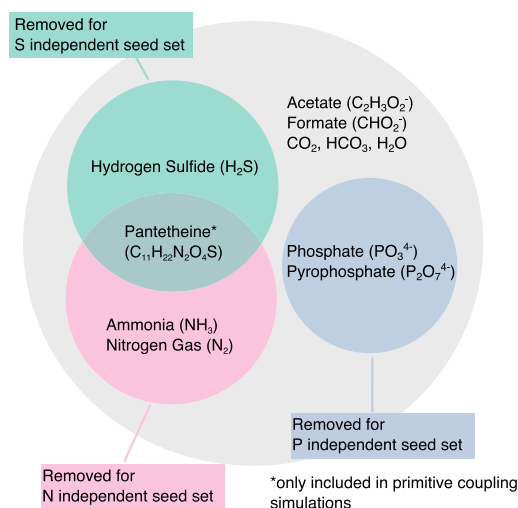 Removed for
S independent seed set
Acetate (C₂H₃O₂⁻)
Formate (CHO₂⁻)
CO₂, HCO₃, H₂O
Hydrogen Sulfide (H₂S)
Pantetheine*
(C₁₁H₂₂N₂O₄S)
Phosphate (PO₃⁴⁻)
Pyrophosphate (P₂O₇⁴⁻)
Ammonia (NH₃)
Nitrogen Gas (N₂)
Removed for
P independent seed set
Removed for
N independent seed set
*only included in primitive coupling
simulations